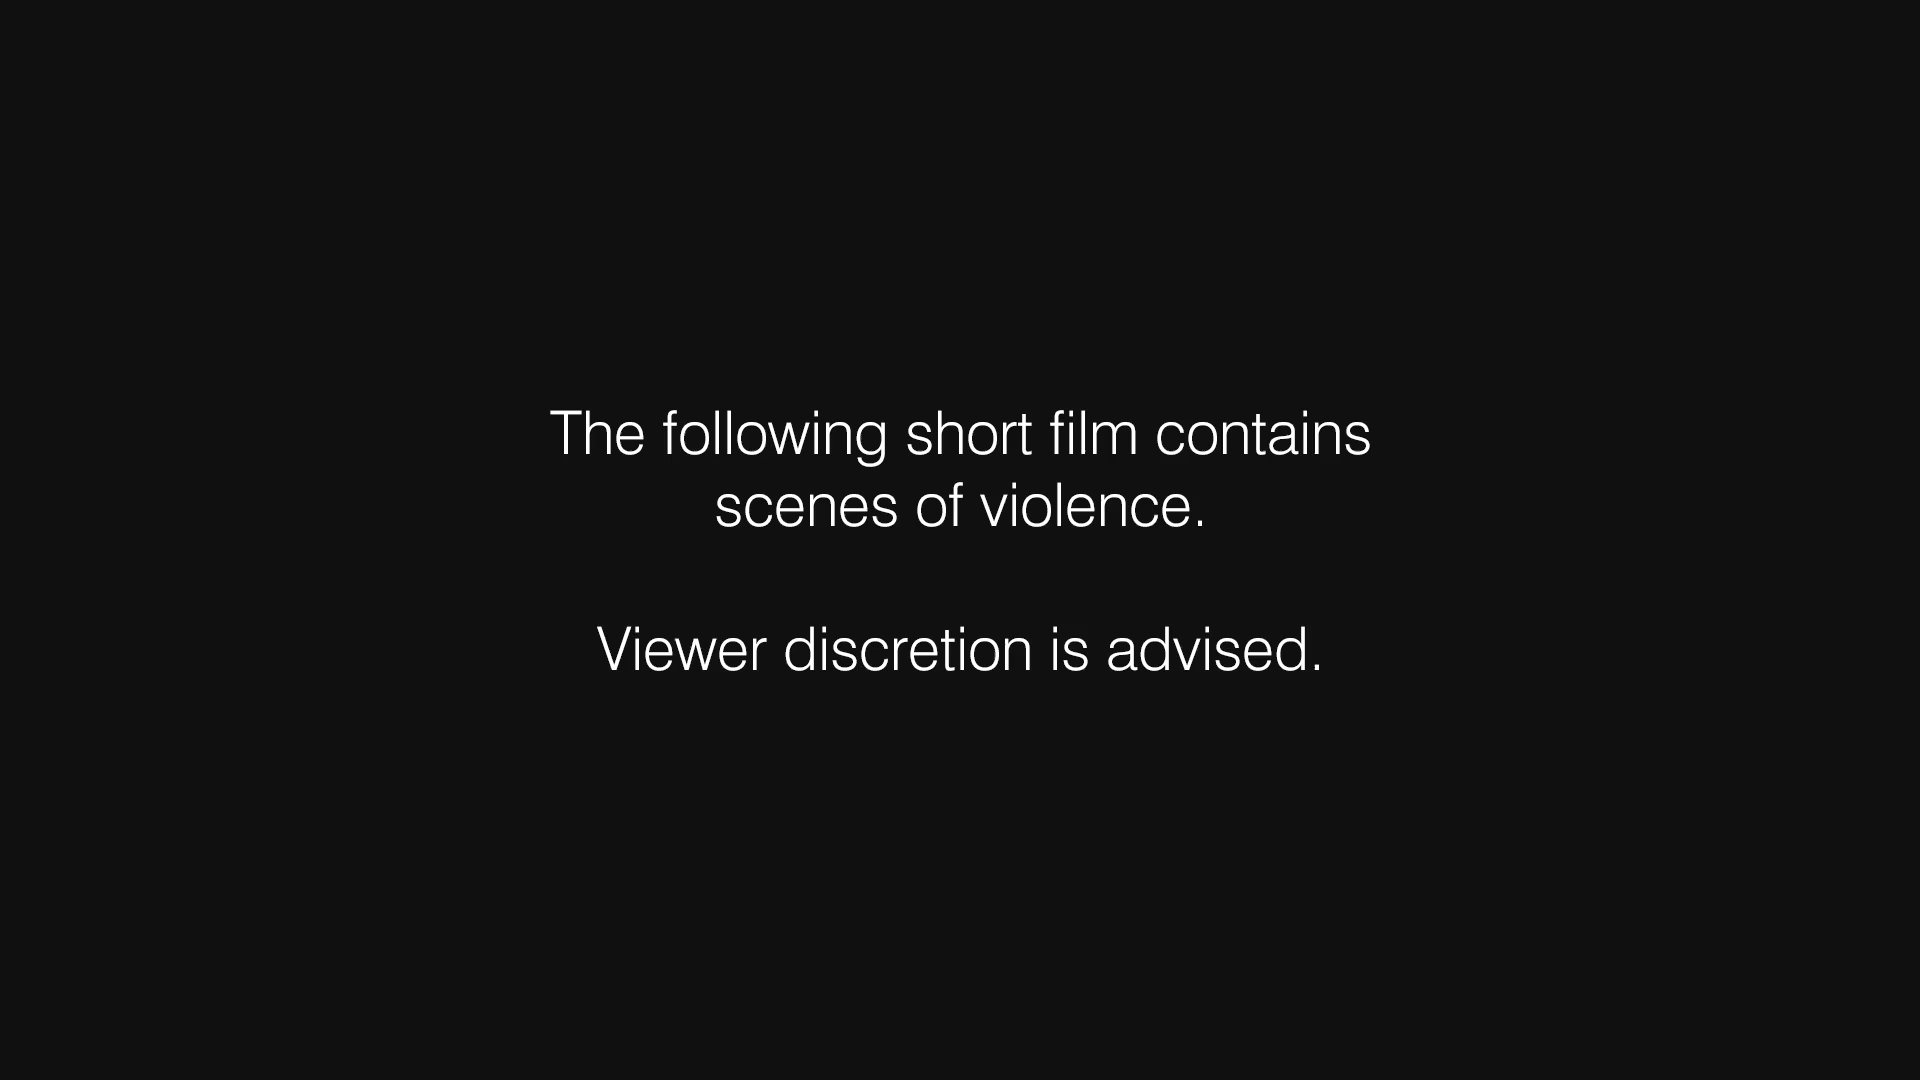 The following short film contains
scenes of violence.
Viewer discretion is advised.